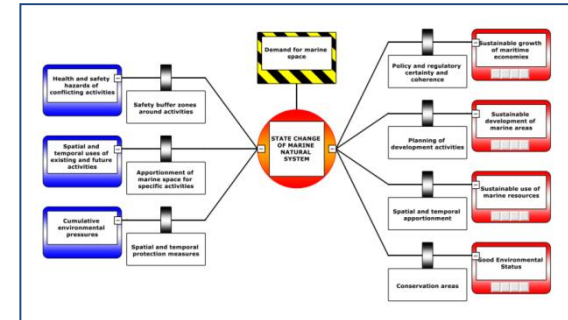 Demand for marine
space
Health and safety
hazards of
conflicting activities
Safety buffer zones
around activities
Spatial and
temporal uses of
existing and future
activities
Apportionment of
marine space for
specific activities
Cumulative
environmental
pressures
Spatial and temporal
protection measures
STATE CHANGE OF
MARINE NATURAL
SYSTEM
Sustainable growth
of maritime
economies
Policy and regulatory
certainty and
coherence
Sustainable
development of
marine areas
Planning of
development activities
Sustainable use of
marine resources
Spatial and temporal
apportionment
Good Environmental
Status
Conservation areas